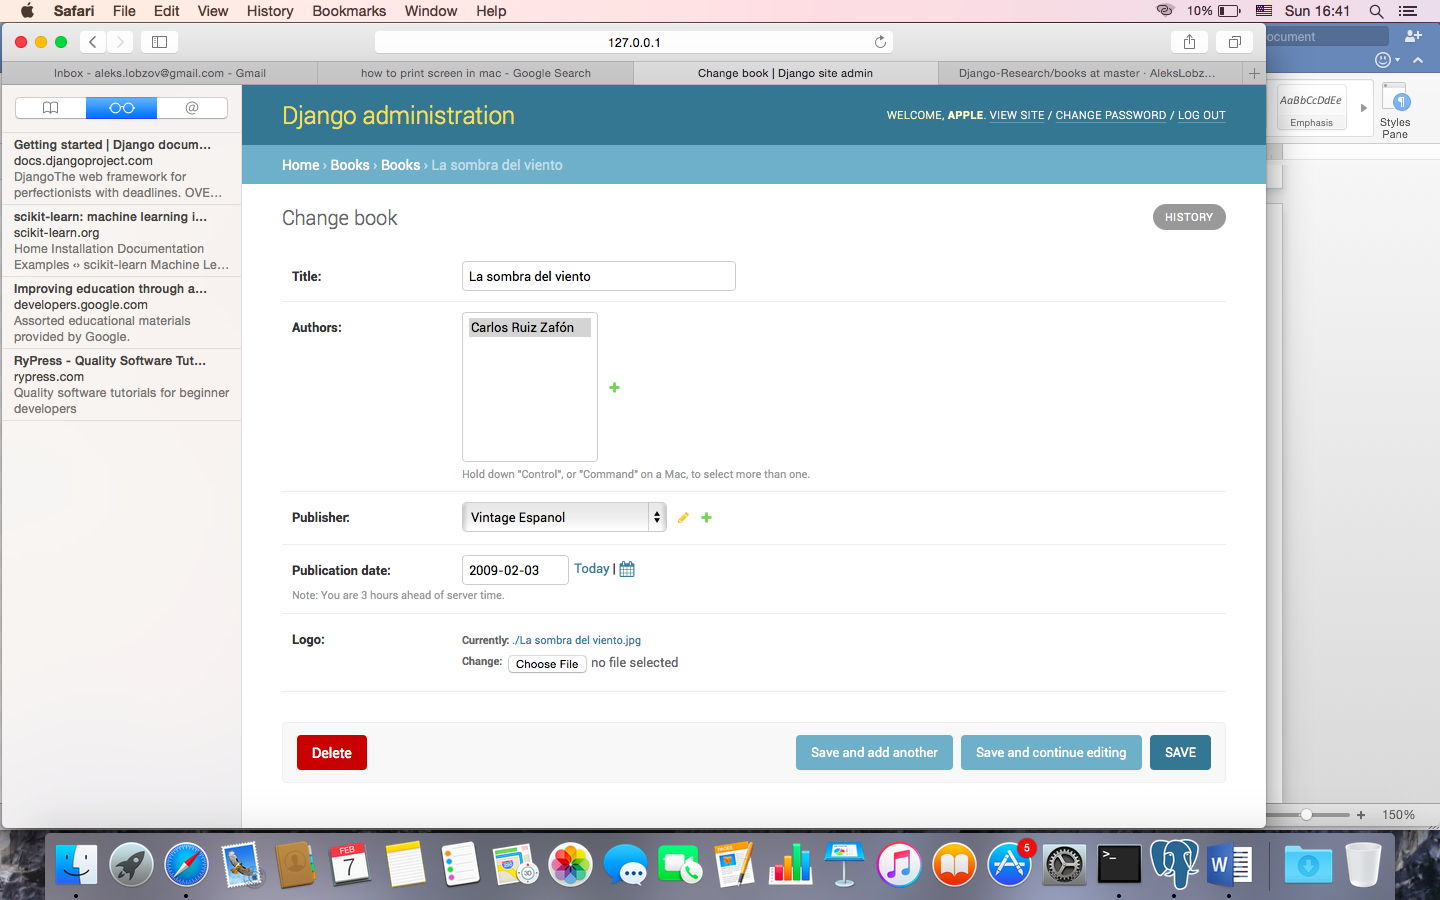 Safari File Edit View History Bookmarks Window Help 10% Sun 16:41
127.0.0.1
ocument
Inbox - aleks.lobzov@gmail.com - Gmail
how to print screen in mac - Google Search
Change book | Django site admin
Django-Research/books at master · AleksLobz...
@
Getting started | Django docum...
docs.djangoproject.com
DjangoThe web framework for
perfectionists with deadlines. OVE...
scikit-learn: machine learning i...
scikit-learn.org
Home Installation Documentation
Examples ‹› scikit-learn Machine Le...
Improving education through a...
developers.google.com
Assorted educational materials
provided by Google.
RyPress - Quality Software Tut...
rypress.com
Quality software tutorials for beginner
developers
Django administration
WELCOME, APPLE. VIEW SITE / CHANGE PASSWORD / LOG OUT
Home › Books › Books › La sombra del viento
Change book
HISTORY
Title: La sombra del viento
Authors: Carlos Ruiz Zafón
Hold down "Control", or "Command" on a Mac, to select more than one.
Publisher: Vintage Espanol
Publication date: 2009-02-03 Today |
Note: You are 3 hours ahead of server time.
Logo: Currently: ./La sombra del viento.jpg
Change: Choose File no file selected
Delete
Save and add another
Save and continue editing
SAVE
AaBbCcDdEe
Emphasis
Styles
Pane
150%
FEB
7
PAGES
5
>_
W